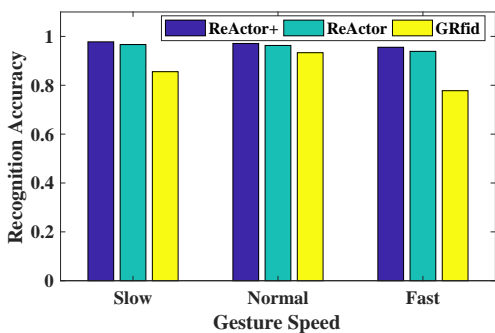 ReActor+ ReActor GRfid
1
0.8
0.6
0.4
0.2
0
Recognition Accuracy
Slow Normal Fast
Gesture Speed